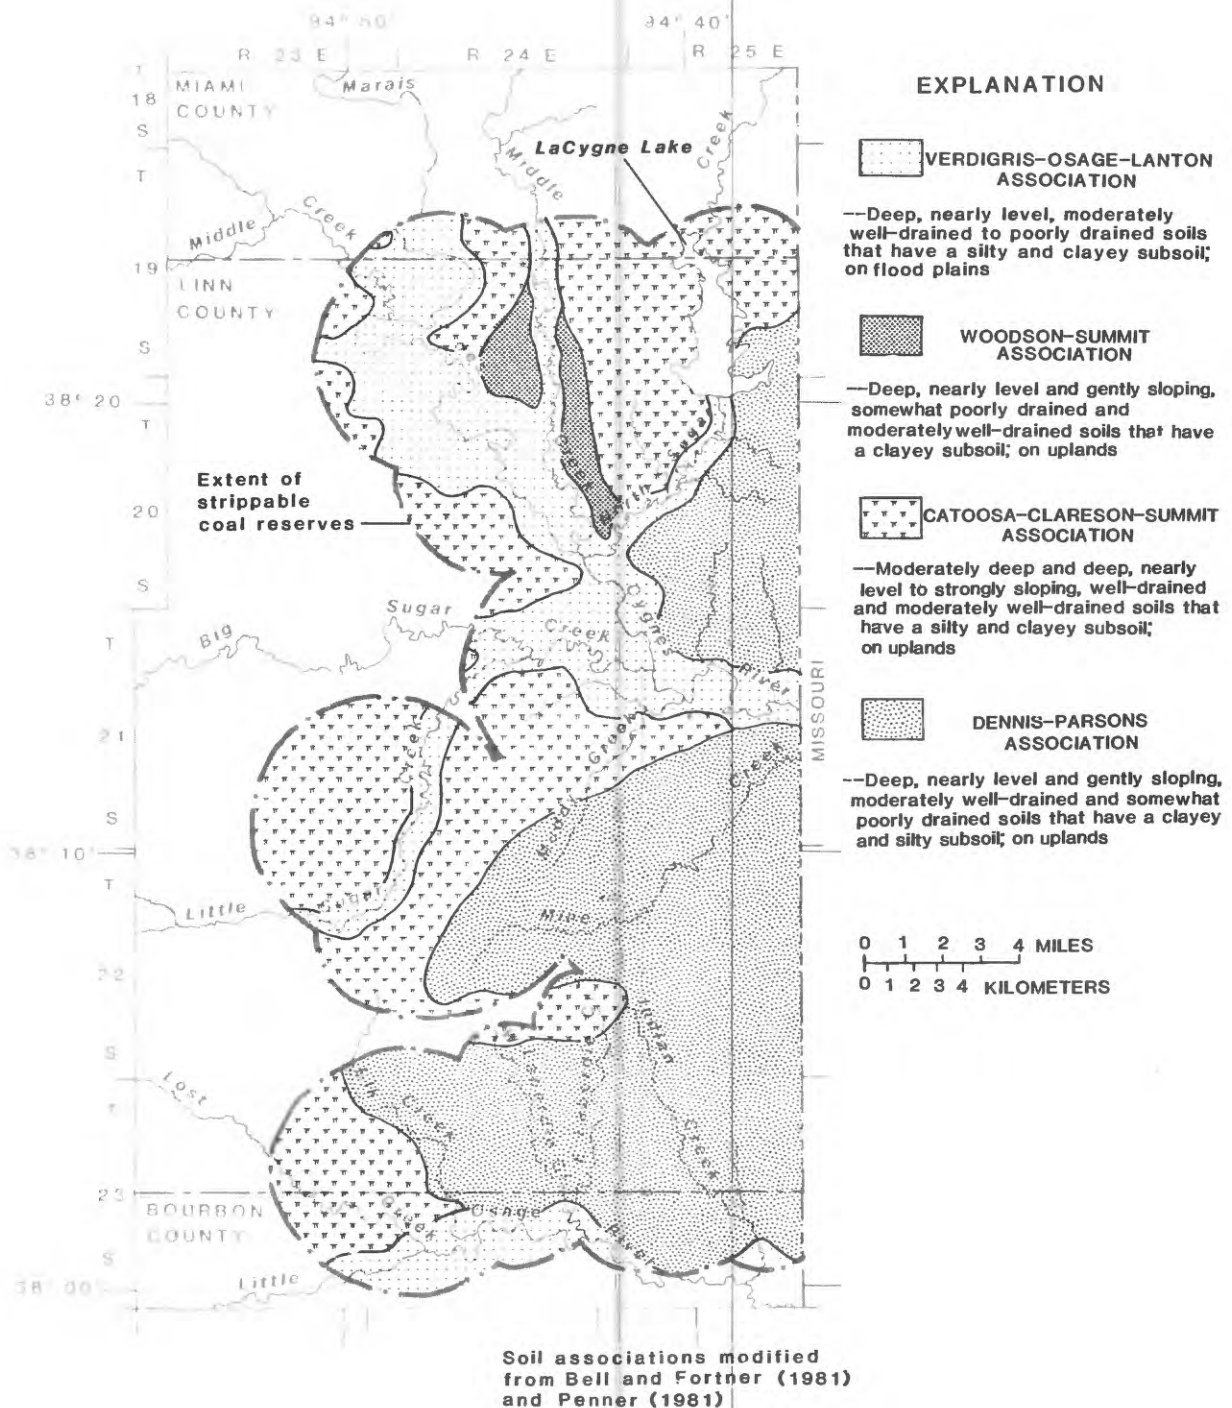 94° 50'
94° 40'
R 23 E
R 24 E
R 25 E
T
18
S
MIAMI
COUNTY
Marais
Middle
LaCygne Lake
Creek
T
19
S
Middle
Creek
LINN
COUNTY
38° 20'
T
20
S
Extent of
strippable
coal reserves
Creek
North
Sugar
Cygnes
River
T
21
S
Big
Sugar
Creek
MISSOURI
Creek
Muddy
Creek
Creek
38° 10'
T
22
S
Little
Sugar
Mine
Indian
Creek
Lost
Elk
Creek
T
23
S
BOURBON
COUNTY
Creek
Osage
River
38° 00'
Little
EXPLANATION
VERDIGRIS-OSAGE-LANTON
ASSOCIATION
--Deep, nearly level, moderately
well-drained to poorly drained soils
that have a silty and clayey subsoil;
on flood plains
WOODSON-SUMMIT
ASSOCIATION
--Deep, nearly level and gently sloping,
somewhat poorly drained and
moderately well-drained soils that have
a clayey subsoil; on uplands
CATOOSA-CLARESON-SUMMIT
ASSOCIATION
--Moderately deep and deep, nearly
level to strongly sloping, well-drained
and moderately well-drained soils that
have a silty and clayey subsoil;
on uplands
DENNIS-PARSONS
ASSOCIATION
--Deep, nearly level and gently sloping,
moderately well-drained and somewhat
poorly drained soils that have a clayey
and silty subsoil; on uplands
0 1 2 3 4 MILES
0 1 2 3 4 KILOMETERS
Soil associations modified
from Bell and Fortner (1981)
and Penner (1981)